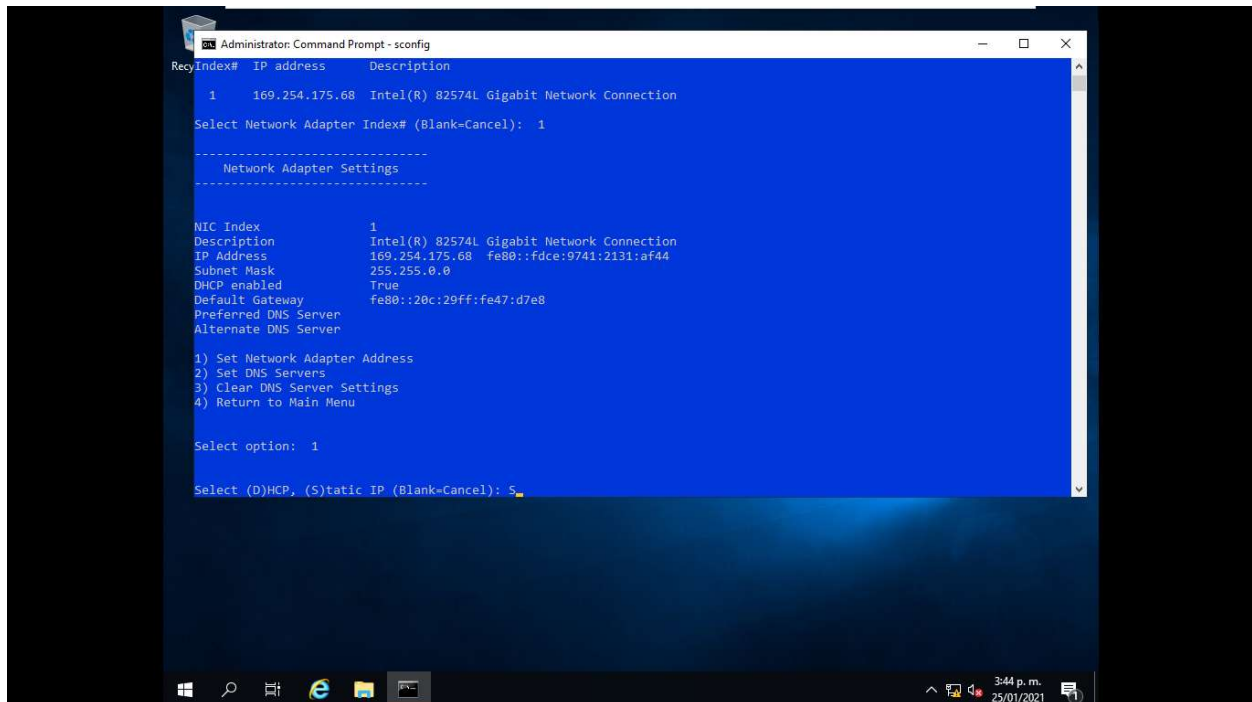 Administrator: Command Prompt - sconfig
Recy
Index#  IP address      Description
1     169.254.175.68  Intel(R) 82574L Gigabit Network Connection
Select Network Adapter Index# (Blank=Cancel):  1
--------------------------------
Network Adapter Settings
--------------------------------
NIC Index               1
Description             Intel(R) 82574L Gigabit Network Connection
IP Address              169.254.175.68  fe80::fdce:9741:2131:af44
Subnet Mask             255.255.0.0
DHCP enabled            True
Default Gateway         fe80::20c:29ff:fe47:d7e8
Preferred DNS Server
Alternate DNS Server
1) Set Network Adapter Address
2) Set DNS Servers
3) Clear DNS Server Settings
4) Return to Main Menu
Select option:  1
Select (D)HCP, (S)tatic IP (Blank=Cancel): S
3:44 p. m.
25/01/2021
1